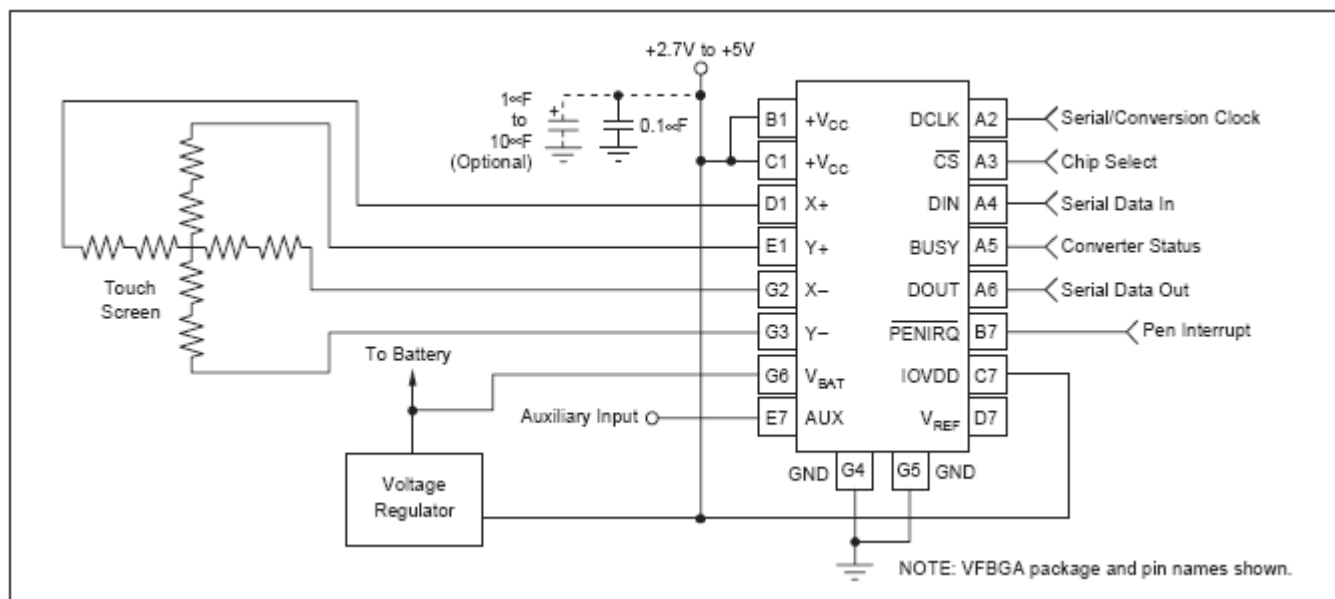 +2.7V to +5V
1∞F
to
10∞F
(Optional)
+
0.1∞F
B1 +VCC DCLK A2 Serial/Conversion Clock
C1 +VCC CS A3 Chip Select
D1 X+ DIN A4 Serial Data In
E1 Y+ BUSY A5 Converter Status
G2 X– DOUT A6 Serial Data Out
G3 Y– PENIRQ B7 Pen Interrupt
G6 VBAT IOVDD C7
E7 AUX VREF D7
Touch
Screen
To Battery
Auxiliary Input
Voltage
Regulator
GND G4 G5 GND
NOTE: VFBGA package and pin names shown.